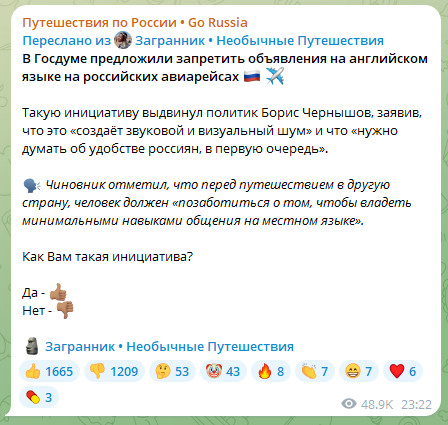 Путешествия по России • Go Russia
Переслано из Загранник • Необычные Путешествия
В Госдуме предложили запретить объявления на английском
языке на российских авиарейсах 🇷🇺 ✈️
Такую инициативу выдвинул политик Борис Чернышов, заявив,
что это «создаёт звуковой и визуальный шум» и что «нужно
думать об удобстве россиян, в первую очередь».
🗣 Чиновник отметил, что перед путешествием в другую
страну, человек должен «позаботиться о том, чтобы владеть
минимальными навыками общения на местном языке».
Как Вам такая инициатива?
Да - 👍🏽
Нет - 👎🏽
🗿 Загранник • Необычные Путешествия
👍 1665 👎 1209 🤔 53 🤡 43 🔥 8 👏 7 😁 7 ❤️ 6
💊 3
48.9K 23:22